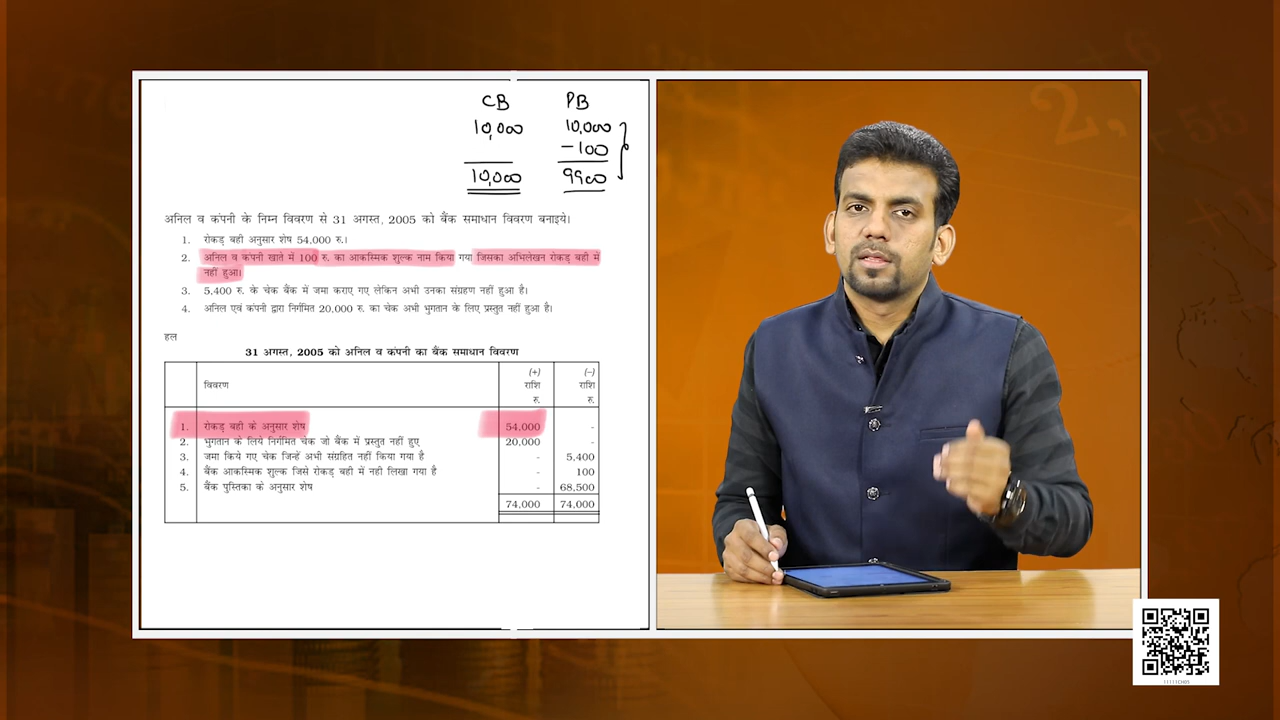 CB PB
10,000 10,000
-100
10,000 9900
अनिल व कंपनी के निम्न विवरण से 31 अगस्त, 2005 को बैंक समाधान विवरण बनाइये।
1. रोकड़ बही अनुसार शेष 54,000 रु.।
2. अनिल व कंपनी खाते में 100 रु. का आकस्मिक शुल्क नाम किया गया जिसका अभिलेखन रोकड़ बही में
नहीं हुआ।
3. 5,400 रु. के चेक बैंक में जमा कराए गए लेकिन अभी उनका संग्रहण नहीं हुआ है।
4. अनिल एवं कंपनी द्वारा निर्गमित 20,000 रु. का चेक अभी भुगतान के लिए प्रस्तुत नहीं हुआ है।
हल
31 अगस्त, 2005 को अनिल व कंपनी का बैंक समाधान विवरण
(+) (–)
विवरण राशि राशि
रु. रु.
1. रोकड़ बही के अनुसार शेष 54,000 -
2. भुगतान के लिये निर्गमित चेक जो बैंक में प्रस्तुत नहीं हुए 20,000 -
3. जमा किये गए चेक जिन्हें अभी संग्रहित नहीं किया गया है - 5,400
4. बैंक आकस्मिक शुल्क जिसे रोकड़ बही में नही लिखा गया है - 100
5. बैंक पुस्तिका के अनुसार शेष - 68,500
74,000 74,000